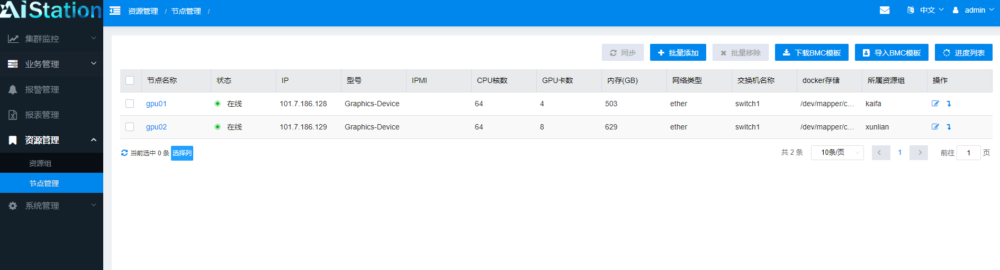 AiStation
资源管理 / 节点管理 /
中文 admin
集群监控
业务管理
报警管理
报表管理
资源管理
资源组
节点管理
系统管理
同步 批量添加 批量移除 下载BMC模板 导入BMC模板 进度列表
节点名称 状态 IP 型号 IPMI CPU核数 GPU卡数 内存(GB) 网络类型 交换机名称 docker存储 所属资源组 操作
gpu01 在线 101.7.186.128 Graphics-Device 64 4 503 ether switch1 /dev/mapper/c... kaifa
gpu02 在线 101.7.186.129 Graphics-Device 64 8 629 ether switch1 /dev/mapper/c... xunlian
当前选中 0 条 选择列 共 2 条 10条/页 1 前往 1 页